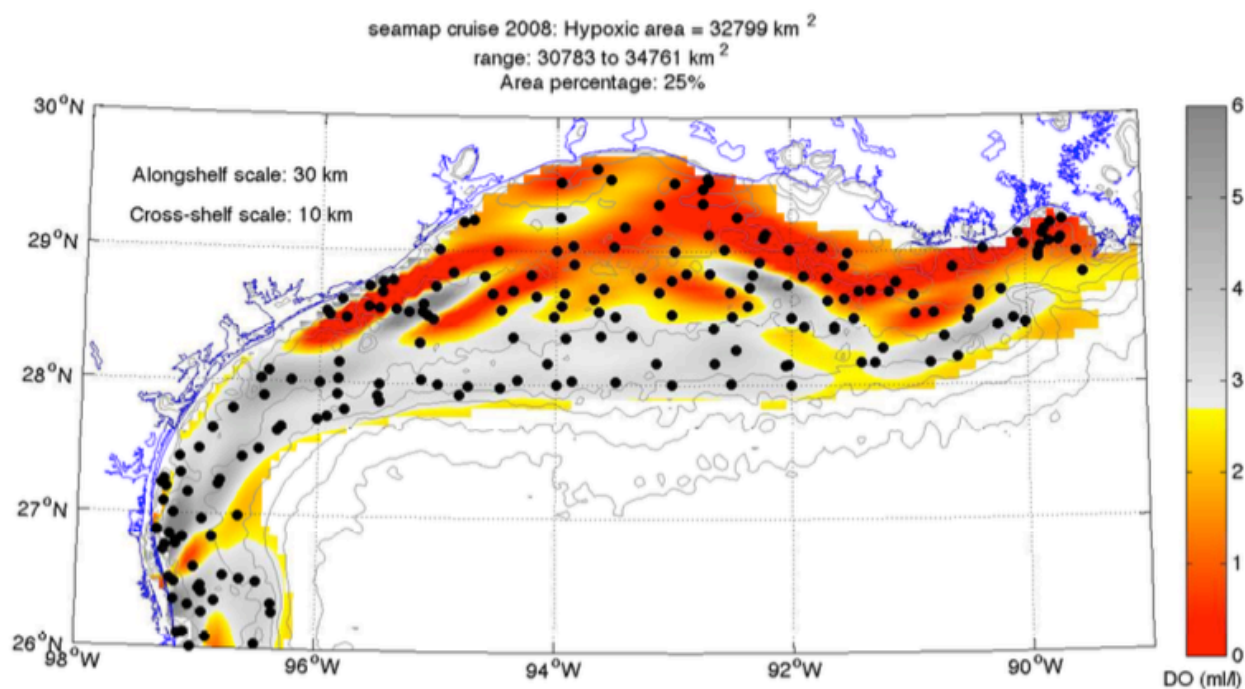 seamap cruise 2008: Hypoxic area = 32799 km 2
range: 30783 to 34761 km 2
Area percentage: 25%
30°N
Alongshelf scale: 30 km
Cross-shelf scale: 10 km
29°N
28°N
27°N
26°N
98°W
96°W
94°W
92°W
90°W
6
5
4
3
2
1
0
DO (ml/l)